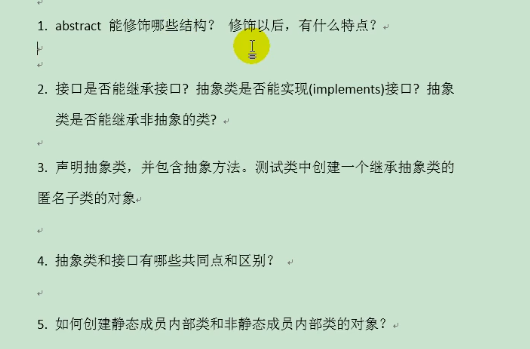 1. abstract 能修饰哪些结构? 修饰以后，有什么特点?
2. 接口是否能继承接口? 抽象类是否能实现(implements)接口? 抽象
类是否能继承非抽象的类?
3. 声明抽象类，并包含抽象方法。测试类中创建一个继承抽象类的
匿名子类的对象
4. 抽象类和接口有哪些共同点和区别?
5. 如何创建静态成员内部类和非静态成员内部类的对象?